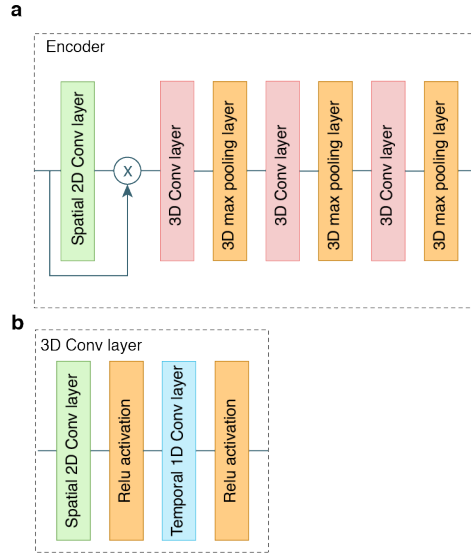 a
Encoder
Spatial 2D Conv layer
X
3D Conv layer
3D max pooling layer
3D Conv layer
3D max pooling layer
3D Conv layer
3D max pooling layer
b
3D Conv layer
Spatial 2D Conv layer
Relu activation
Temporal 1D Conv layer
Relu activation